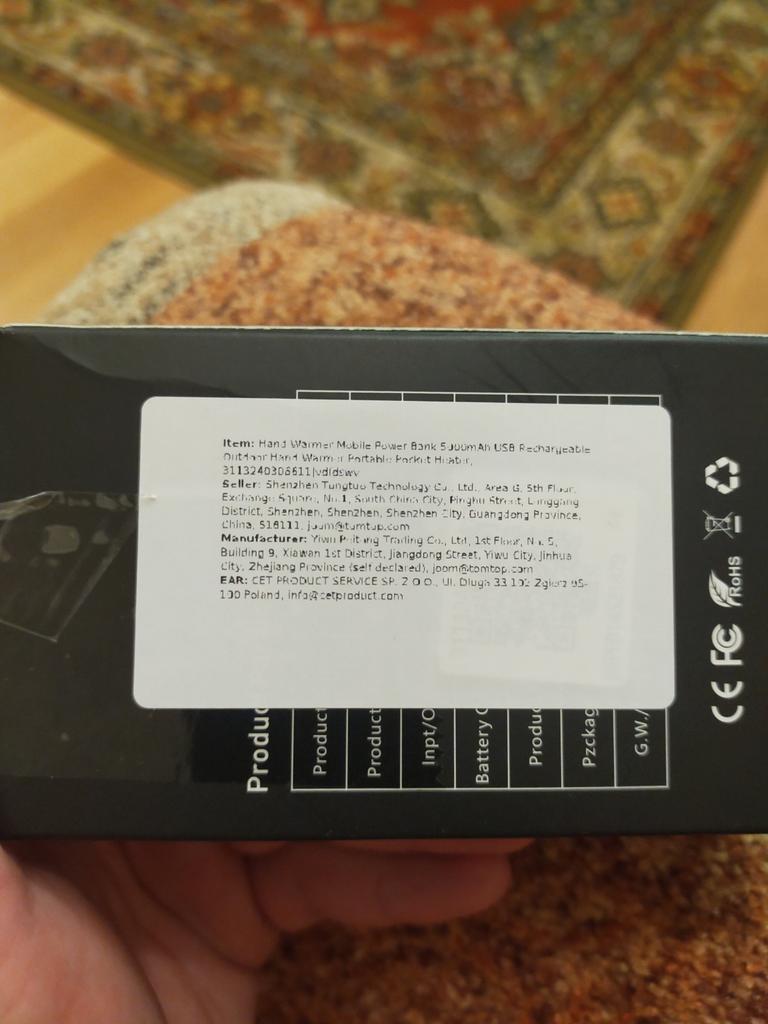 Item: Hand Warmer Mobile Power Bank 5000mAh USB Rechargeable
Outdoor Hand Warmer Portable Pocket Heater,
Seller: Shenzhen Tungtuo Technology Co., Ltd., Area G, 5th Floor,
Exchange Square, No.1, South China City, Pinghu Street, Longgang
District, Shenzhen, Shenzhen, Shenzhen City, Guangdong Province,
China, 518111, joom@tomtop.com
Manufacturer: Yiwu Peiting Trading Co., Ltd, 1st Floor, No. 5,
Building 9, Xiawan 1st District, Jiangdong Street, Yiwu City, Jinhua
City, Zhejiang Province (self declared), joom@tomtop.com
EAR: CET PRODUCT SERVICE SP. Z O.O., Ul. Dluga 33 102 Zgierz 95-
100 Poland, info@cetproduct.com
Produc
Product
Product
Inpt/O
Battery
Produc
Pzckag
G.W./
CE FC RoHS